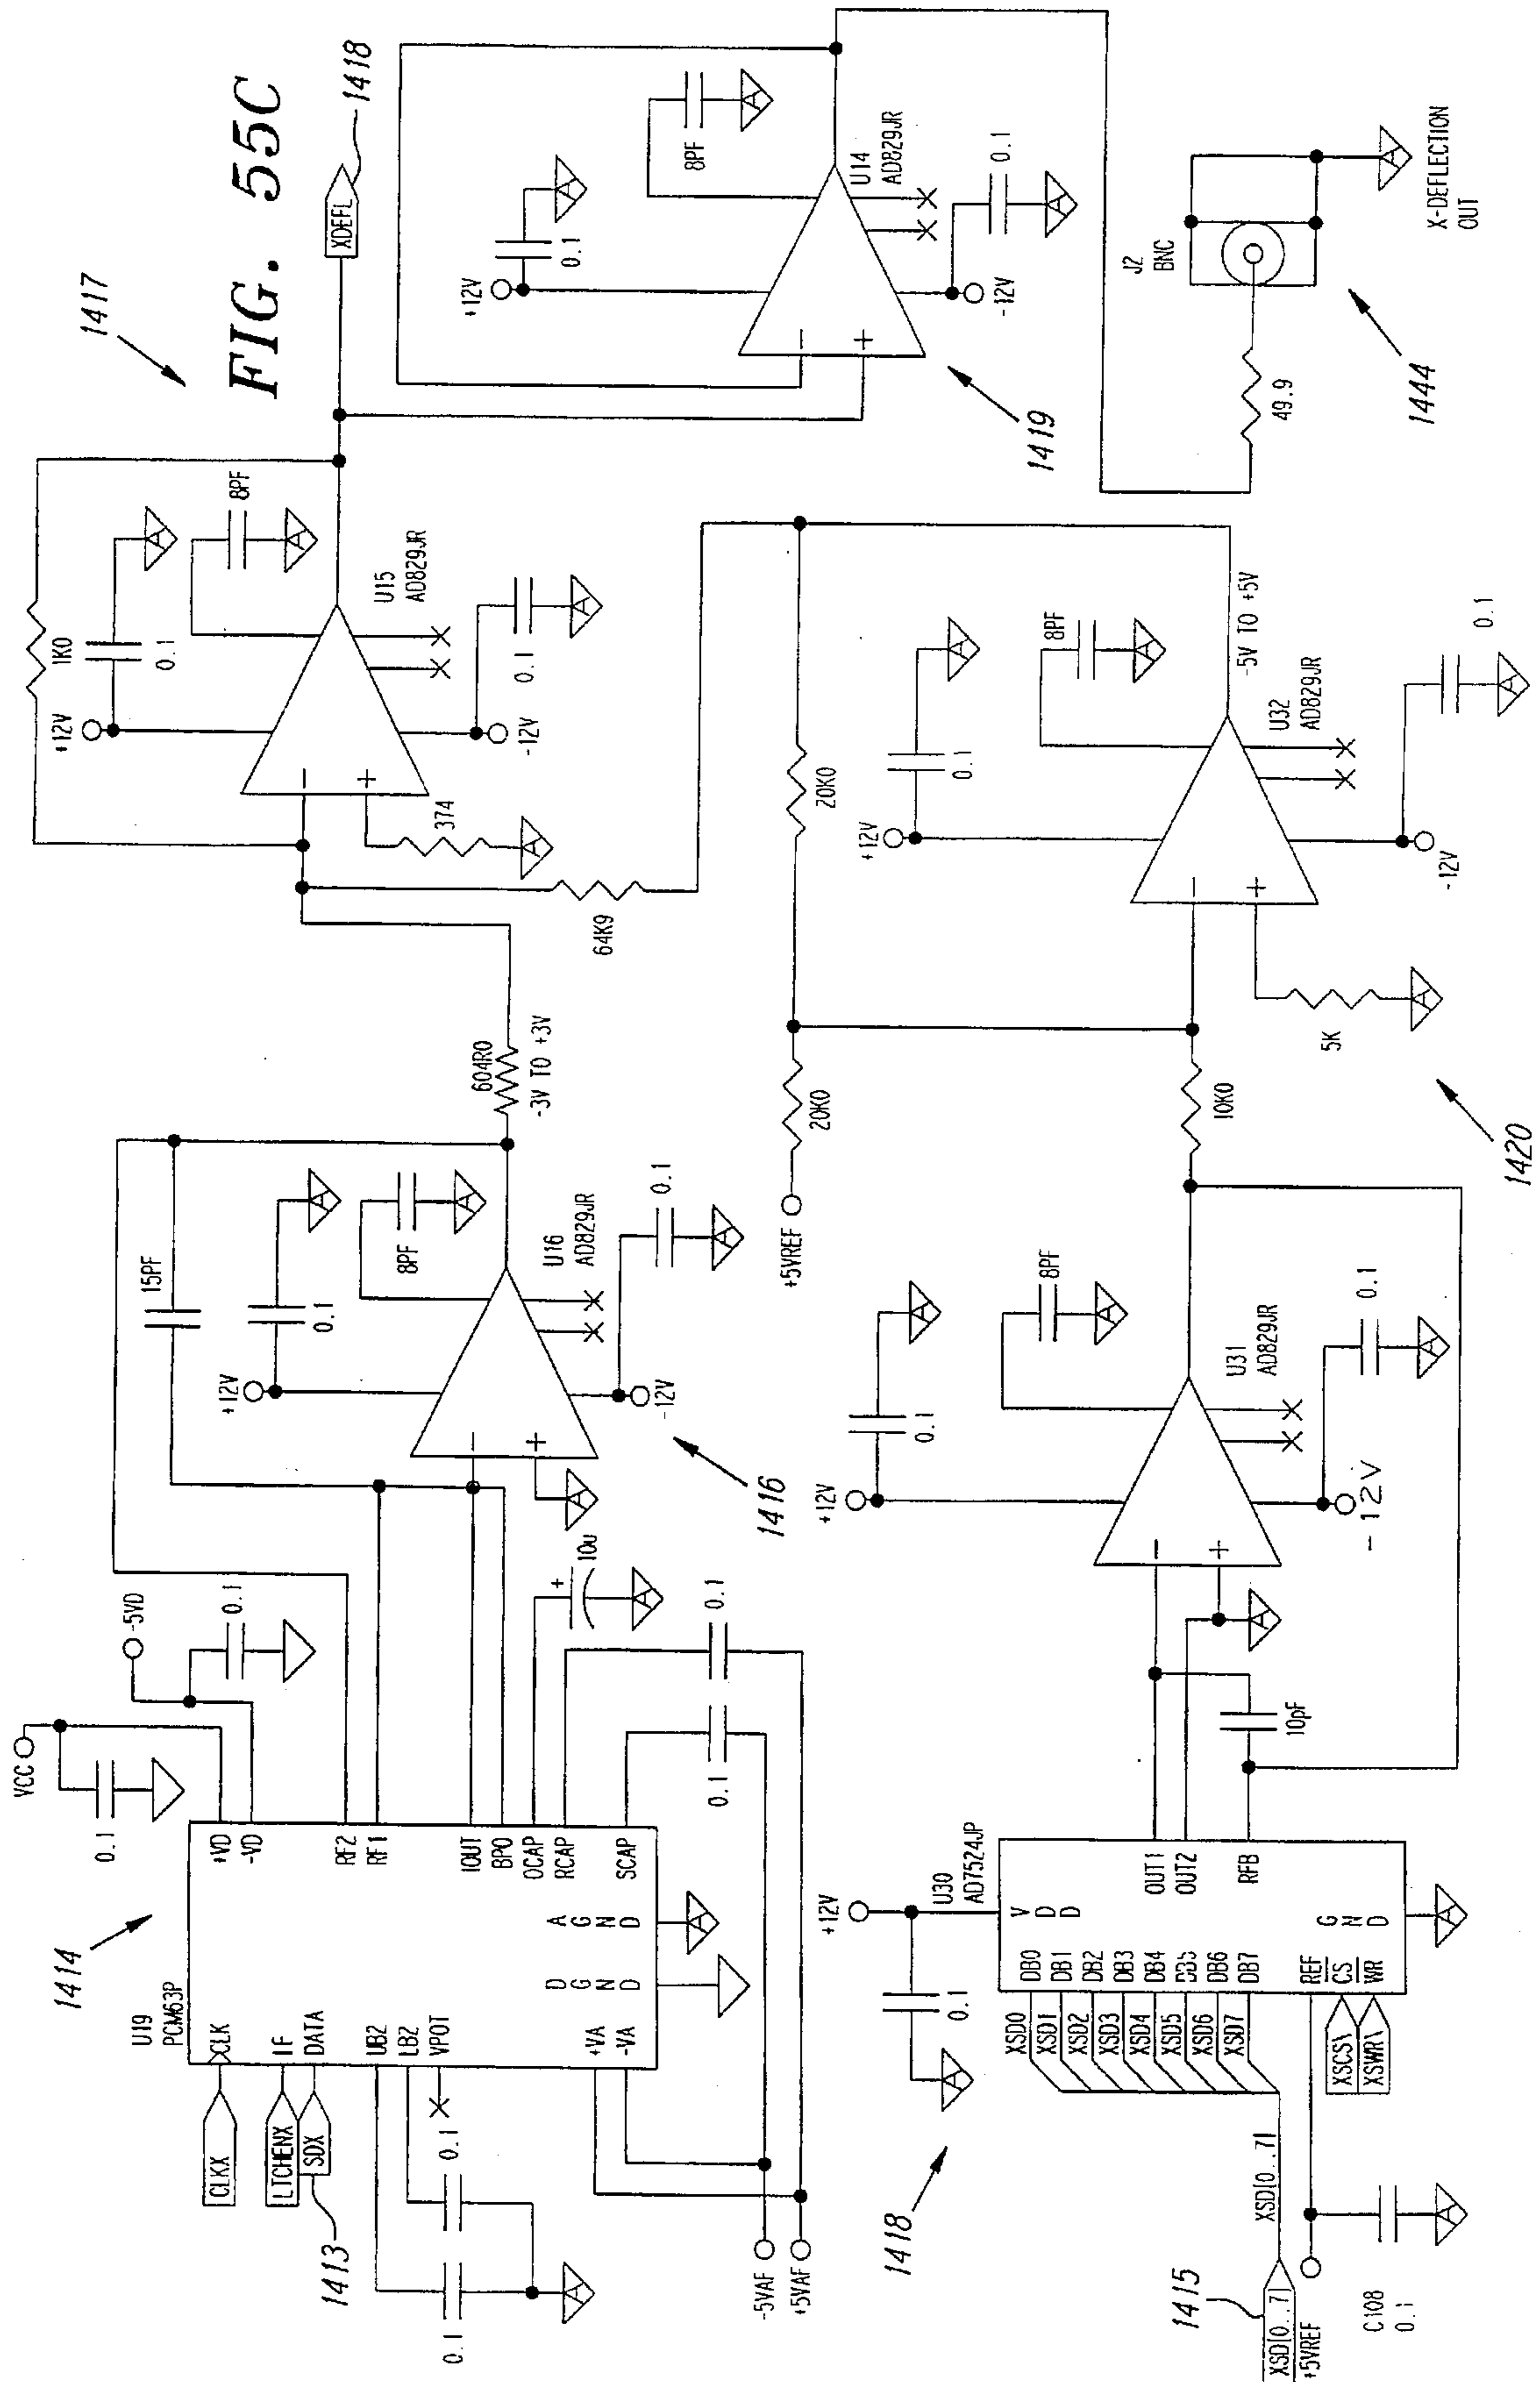 FIG. 55C
1417
XDEFL
1418
1K0
+12V
0.1
8PF
U15
AD829JR
-12V
0.1
374
A
+12V
0.1
8PF
U14
AD829JR
-12V
0.1
1419
J2
BNC
X-DEFLECTION
OUT
49.9
1444
1414
U19
PCM63P
CLKX
LTCHENX
SDX
1413
CLK
LE
DATA
UB2
LB2
VPOT
+VA
-VA
DGND
AGND
+VD
-VD
RF2
RF1
IOUT
BPO
OCAP
RCAP
SCAP
VCC
0.1
-5VD
0.1
0.1
0.1
-5VAF
+5VAF
10u
0.1
0.1
15PF
+12V
0.1
8PF
U16
AD829JR
-12V
0.1
1416
604R0
-3V TO +3V
64K9
1418
+12V
0.1
U30
AD7524JP
VDD
XSD0
XSD1
XSD2
XSD3
XSD4
XSD5
XSD6
XSD7
DB0
DB1
DB2
DB3
DB4
DB5
DB6
DB7
REF
CS
WR
GND
OUT1
OUT2
RFB
XSCS\
XSWR\
1415
XSD[0..7]
XSD[0..7]
+5VREF
C108
0.1
10pF
+12V
0.1
8PF
U31
AD829JR
-12V
0.1
+5VREF
20K0
20K0
10K0
5K
+12V
0.1
8PF
U32
AD829JR
-5V TO +5V
-12V
0.1
1420